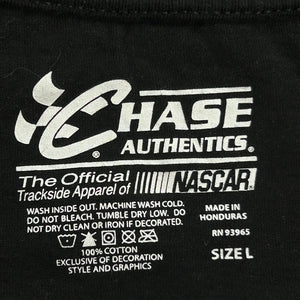 CHASE
AUTHENTICS®
The Official
Trackside Apparel of NASCAR
WASH INSIDE OUT. MACHINE WASH COLD.
DO NOT BLEACH. TUMBLE DRY LOW. DO
NOT DRY CLEAN OR IRON IF DECORATED.
100% COTTON
EXCLUSIVE OF DECORATION
STYLE AND GRAPHICS
MADE IN
HONDURAS
RN 93965
SIZE L